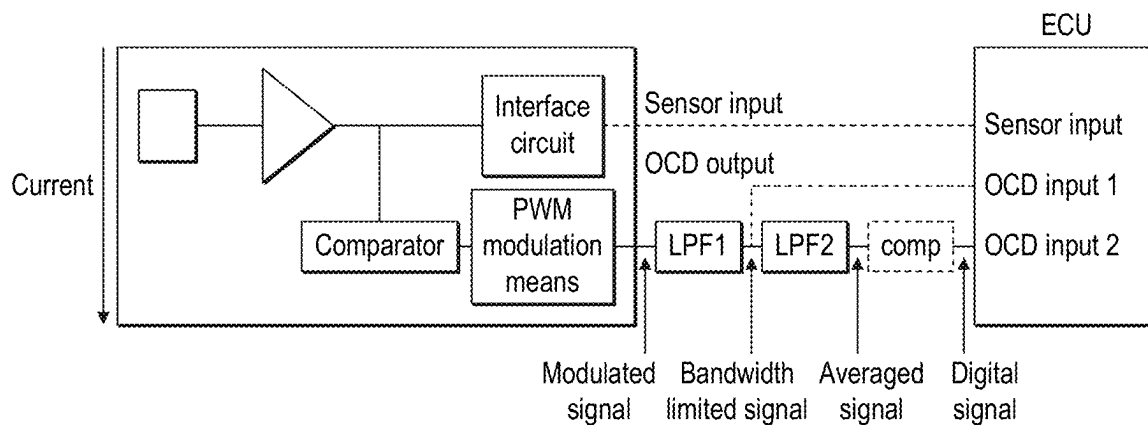 ECU
Interface
circuit
Sensor input
Sensor input
OCD output
Current
OCD input 1
PWM
modulation
means
Comparator
LPF1
LPF2
comp
OCD input 2
Modulated
signal
Bandwidth
limited signal
Averaged
signal
Digital
signal